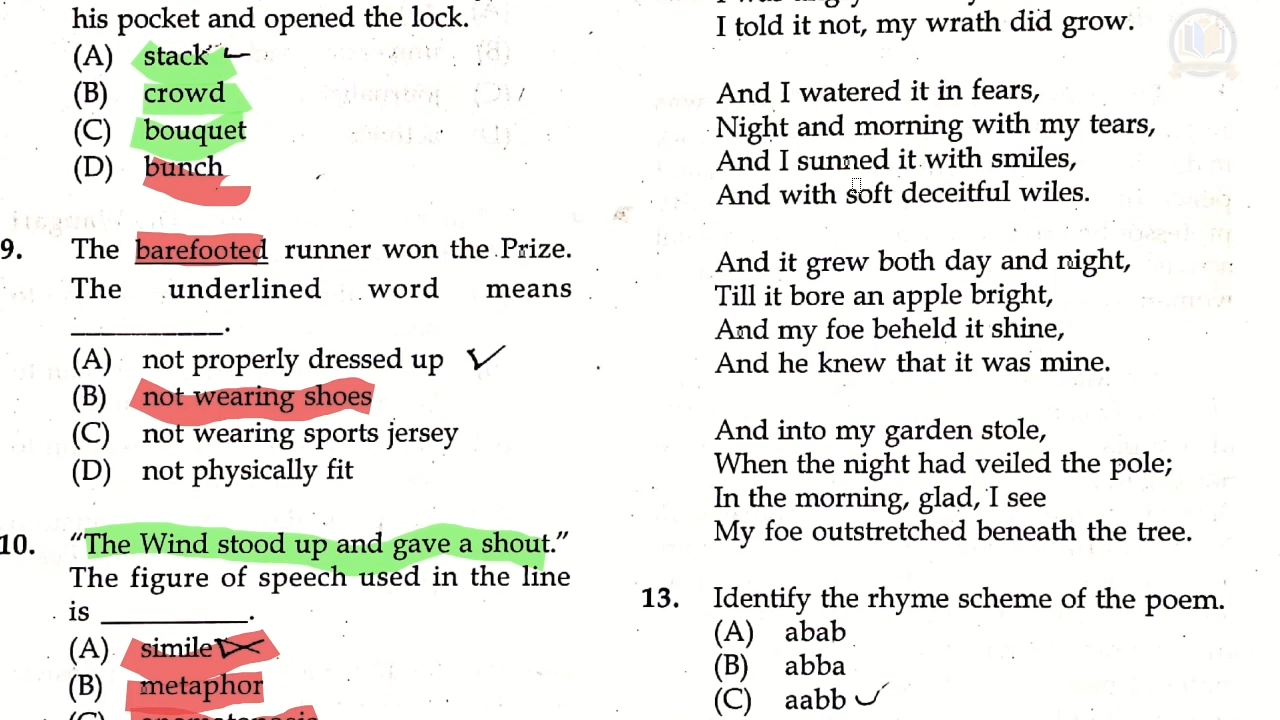 his pocket and opened the lock.
(A) stack
(B) crowd
(C) bouquet
(D) bunch
9. The barefooted runner won the Prize.
The underlined word means
__________.
(A) not properly dressed up
(B) not wearing shoes
(C) not wearing sports jersey
(D) not physically fit
10. “The Wind stood up and gave a shout.”
The figure of speech used in the line
is __________.
(A) simile
(B) metaphor
I told it not, my wrath did grow.
And I watered it in fears,
Night and morning with my tears,
And I sunned it with smiles,
And with soft deceitful wiles.
And it grew both day and night,
Till it bore an apple bright,
And my foe beheld it shine,
And he knew that it was mine.
And into my garden stole,
When the night had veiled the pole;
In the morning, glad, I see
My foe outstretched beneath the tree.
13. Identify the rhyme scheme of the poem.
(A) abab
(B) abba
(C) aabb